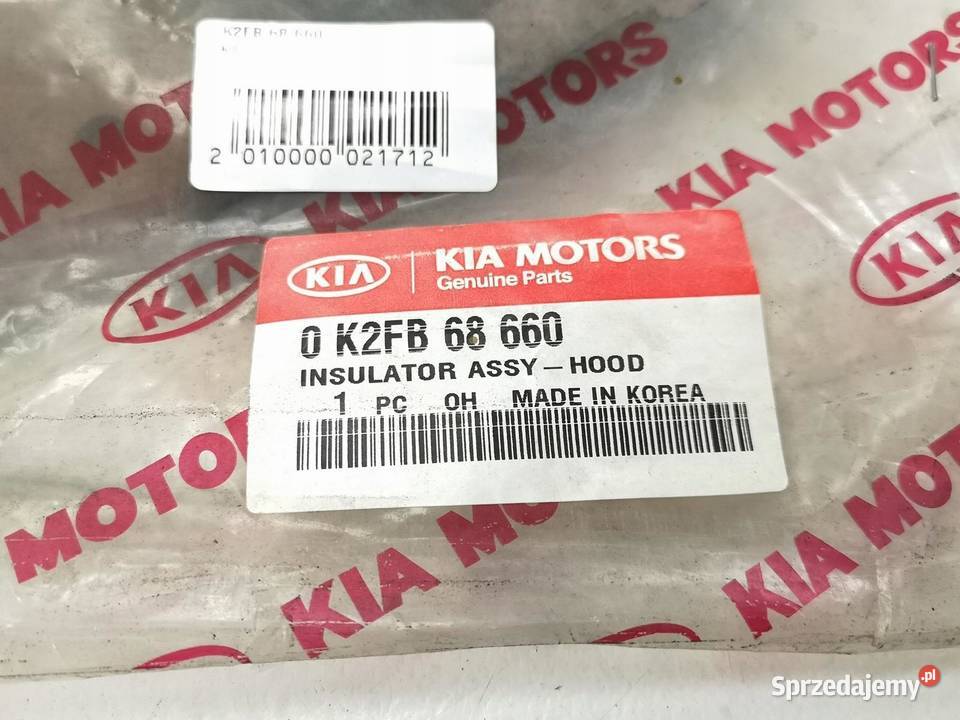 K2FB 68 660
2 010000 021712
KIA MOTORS
KIA MOTORS
KIA MOTORS
KIA
KIA
KIA | KIA MOTORS
Genuine Parts
0 K2FB 68 660
INSULATOR ASSY – HOOD
1 PC OH MADE IN KOREA
MOTORS
KIA MOTORS
KIA MOTORS
Sprzedajemy.pl